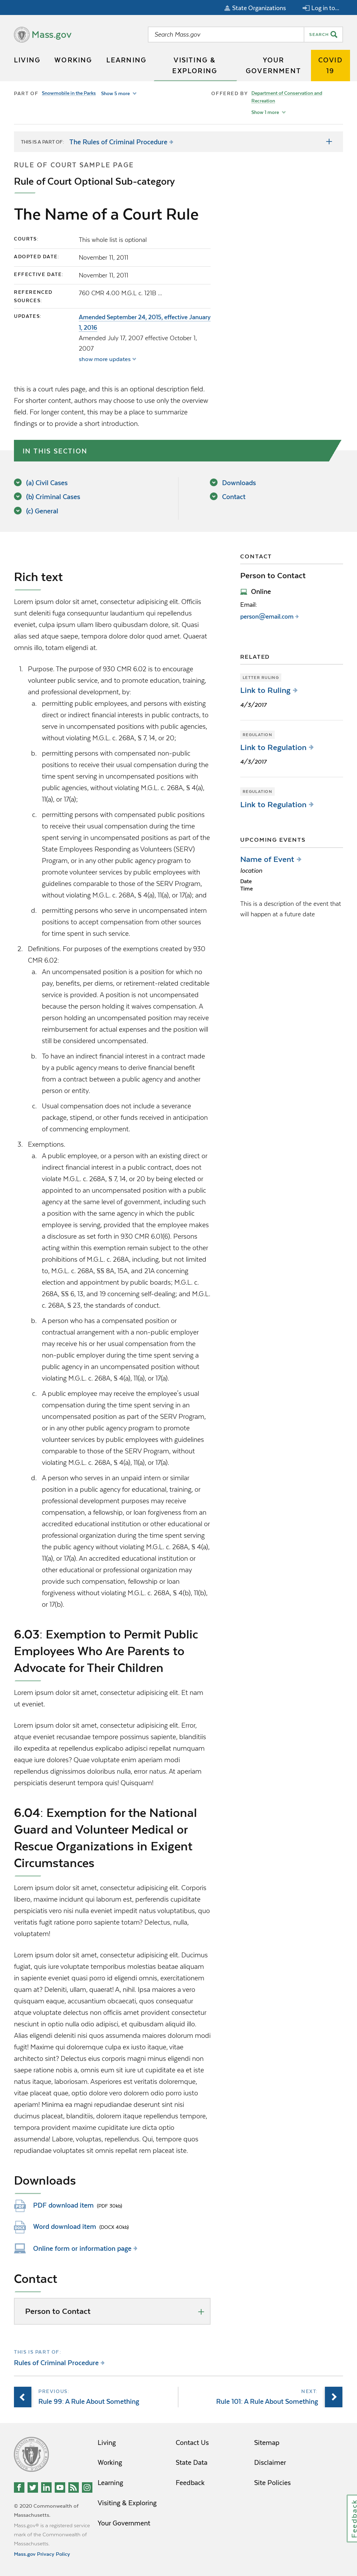 State Organizations
Log in to...
Mass.gov
Search Mass.gov
SEARCH
LIVING
WORKING
LEARNING
VISITING &
EXPLORING
YOUR
GOVERNMENT
COVID
19
PART OF
Snowmobile in the Parks
Show 5 more
OFFERED BY
Department of Conservation and
Recreation
Show 1 more
THIS IS A PART OF:
The Rules of Criminal Procedure
RULE OF COURT SAMPLE PAGE
Rule of Court Optional Sub-category
The Name of a Court Rule
COURTS:
This whole list is optional
ADOPTED DATE:
November 11, 2011
EFFECTIVE DATE:
November 11, 2011
REFERENCED
SOURCES:
760 CMR 4.00 M.G.L c. 121B ...
UPDATES:
Amended September 24, 2015, effective January
1, 2016
Amended July 17, 2007 effective October 1,
2007
show more updates
this is a court rules page, and this is an optional description field.
For shorter content, authors may choose to use only the overview
field. For longer content, this may be a place to summarize
findings or to provide a short introduction.
IN THIS SECTION
(a) Civil Cases
(b) Criminal Cases
(c) General
Downloads
Contact
Rich text
Lorem ipsum dolor sit amet, consectetur adipisicing elit. Officiis
sunt deleniti fuga eligendi totam vel, unde dolorem sit, quasi. Quasi
alias sed atque saepe, tempora dolore dolor quod amet. Quaerat
omnis iusto, totam eligendi at.
1. Purpose. The purpose of 930 CMR 6.02 is to encourage
volunteer public service, and to promote education, training,
and professional development, by:
a. permitting public employees, and persons with existing
direct or indirect financial interests in public contracts, to
serve in uncompensated positions with public agencies,
without violating M.G.L. c. 268A, § 7, 14, or 20;
b. permitting persons with compensated non-public
positions to receive their usual compensation during the
time spent serving in uncompensated positions with
public agencies, without violating M.G.L. c. 268A, § 4(a),
11(a), or 17(a);
c. permitting persons with compensated public positions
to receive their usual compensation during the time
spent serving in uncompensated positions as part of the
State Employees Responding as Volunteers (SERV)
Program, or in any other public agency program to
promote volunteer service by public employees under
guidelines comparable to those of the SERV Program,
without violating M.G.L. c. 268A, § 4(a), 11(a), or 17(a); and
d. permitting persons who serve in uncompensated intern
positions to accept compensation from other sources
for time spent in such service.
2. Definitions. For purposes of the exemptions created by 930
CMR 6.02:
a. An uncompensated position is a position for which no
pay, benefits, per diems, or retirement-related creditable
service is provided. A position is not uncompensated
because the person holding it waives compensation. A
person holding an uncompensated position may receive
reimbursement for actual expenses of the position and
still be considered uncompensated.
b. To have an indirect financial interest in a contract made
by a public agency means to derive financial benefit
from a contract between a public agency and another
person or entity.
c. Usual compensation does not include a severance
package, stipend, or other funds received in anticipation
of commencing employment.
3. Exemptions.
a. A public employee, or a person with an existing direct or
indirect financial interest in a public contract, does not
violate M.G.L. c. 268A, § 7, 14, or 20 by being elected or
appointed to an uncompensated position with a public
agency at the same level of government, including such
a position in the agency by which he is already
employed, provided that the employee makes
a disclosure as set forth in 930 CMR 6.01(6). Persons
acting within this exemption must comply with the
prohibitions of M.G.L. c. 268A, including, but not limited
to, M.G.L. c. 268A, §§ 8A, 15A, and 21A concerning
election and appointment by public boards; M.G.L. c.
268A, §§ 6, 13, and 19 concerning self-dealing; and M.G.L.
c. 268A, § 23, the standards of conduct.
b. A person who has a compensated position or
contractual arrangement with a non-public employer
may receive his or her usual compensation from the
non-public employer during the time spent serving a
public agency in an uncompensated position without
violating M.G.L. c. 268A, § 4(a), 11(a), or 17(a).
c. A public employee may receive the employee's usual
compensation during the time spent serving in an
uncompensated position as part of the SERV Program,
or in any other public agency program to promote
volunteer services by public employees under guidelines
comparable to those of the SERV Program, without
violating M.G.L. c. 268A, § 4(a), 11(a), or 17(a).
d. A person who serves in an unpaid intern or similar
position in a public agency for educational, training, or
professional development purposes may receive
compensation, a fellowship, or loan forgiveness from an
accredited educational institution or other educational or
professional organization during the time spent serving
the public agency without violating M.G.L. c. 268A, § 4(a),
11(a), or 17(a). An accredited educational institution or
other educational or professional organization may
provide such compensation, fellowship or loan
forgiveness without violating M.G.L. c. 268A, § 4(b), 11(b),
or 17(b).
6.03: Exemption to Permit Public
Employees Who Are Parents to
Advocate for Their Children
Lorem ipsum dolor sit amet, consectetur adipisicing elit. Et nam
ut eveniet.
Lorem ipsum dolor sit amet, consectetur adipisicing elit. Error,
atque eveniet recusandae tempore possimus asperiores, blanditiis
illo expedita at repellendus explicabo adipisci quam, magnam
eaque iure dolores? Quae voluptate enim aperiam modi
repellendus dignissimos doloribus nulla, error natus. At aperiam
perspiciatis deserunt tempora quis! Quisquam!
6.04: Exemption for the National
Guard and Volunteer Medical or
Rescue Organizations in Exigent
Circumstances
Lorem ipsum dolor sit amet, consectetur adipisicing elit. Corporis
libero, maxime incidunt aut laborum est, perferendis cupiditate
perspiciatis vero nulla eveniet suscipit voluptatibus, quo quos odio
veritatis fugit ratione porro sapiente totam? Delectus, nulla,
voluptatem!
Lorem ipsum dolor sit amet, consectetur adipisicing elit. Ducimus
fugiat, quis iste voluptate temporibus maiores molestiae eligendi
in sapiente eveniet quasi porro id eligendi eveniet dolorem, quam
at? Deleniti, ullam, quaerat! A, nihil. Ipsa maiores a vero
quisquam eaque, accusantium obcaecati, quos consequatur
voluptate delectus non officiis amet provident consectetur
nesciunt in optio nulla odio dolorum quos, minima in odit rem.
Alias eligendi deleniti nisi quos assumenda maiores dolorum modi
fugit! Maxime qui doloremque culpa est in totam, itaque, vitae
architecto sint? Delectus eos corporis magni minus eligendi non
saepe ratione nobis a, omnis enim alias rem et est cupiditate ea et
iste natus itaque, laboriosam. Asperiores est veritatis cupiditate
vitae, aut, optio dolore vero dolorem odio iusto iusto
aperiam! Minima ea magni repudiandae deserunt sint nisi
ducimus placeat, blanditiis, dolorem itaque repellendus tempore,
tempora provident quod mollitia dicta minus placeat optio
assumenda! Labore, voluptas, repellendus. Dolorum, quo vel,
repudiandae voluptates sit omnis repellat rem placeat iste.
Downloads
PDF download item (PDF 30kb)
Word download item (DOCX 40kb)
Online form or information page
Contact
Person to Contact
CONTACT
Person to Contact
Online
Email:
person@email.com
RELATED
LETTER RULING
Link to Ruling
4/3/2017
REGULATION
Link to Regulation
4/3/2017
REGULATION
Link to Regulation
UPCOMING EVENTS
Name of Event
location
Date
Time
This is a description of the event that
will happen at a future date
THIS IS PART OF
Rules of Criminal Procedure
PREVIOUS
Rule 99: A Rule About Something
NEXT:
Rule 101: A Rule About Something
Living
Working
Learning
Visiting & Exploring
Your Government
Contact Us
State Data
Feedback
Sitemap
Disclaimer
Site Policies
© 2020 Commonwealth of
Massachusetts.
Mass.gov® is a registered service
mark of the Commonwealth of
Massachusetts.
Mass.gov Privacy Policy
Feedback